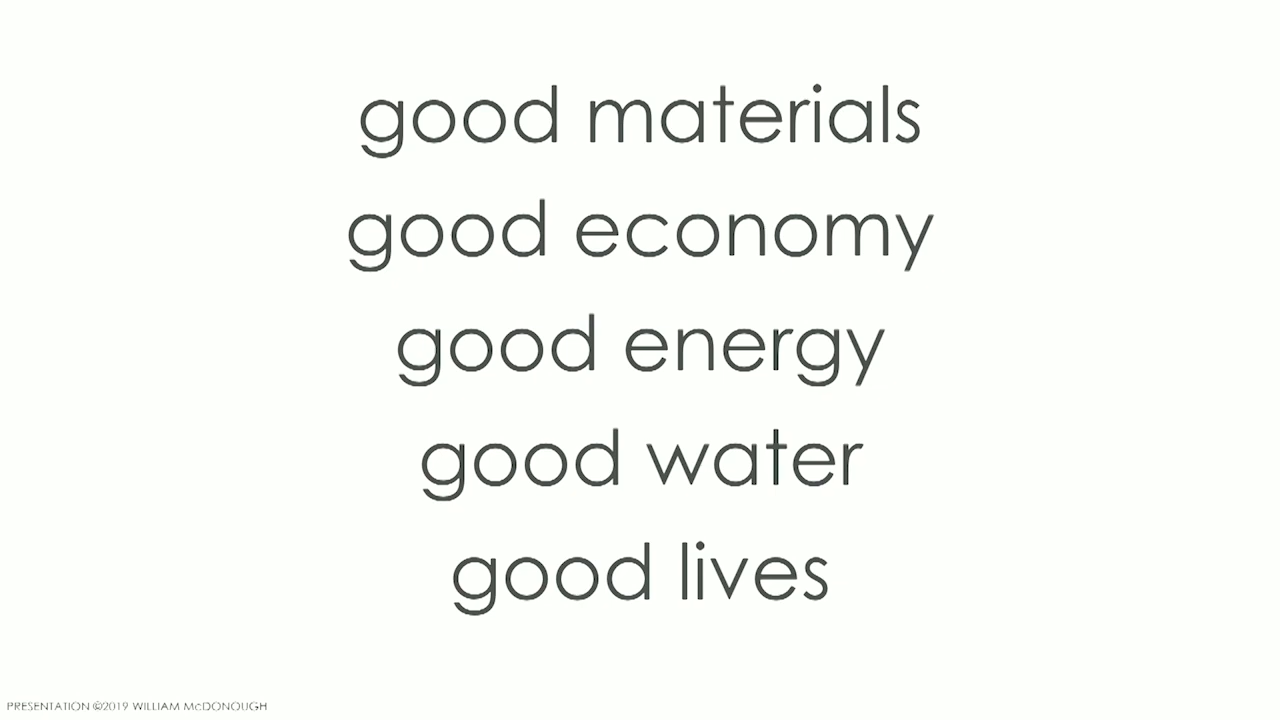 good materials
good economy
good energy
good water
good lives
PRESENTATION ©2019 WILLIAM McDONOUGH